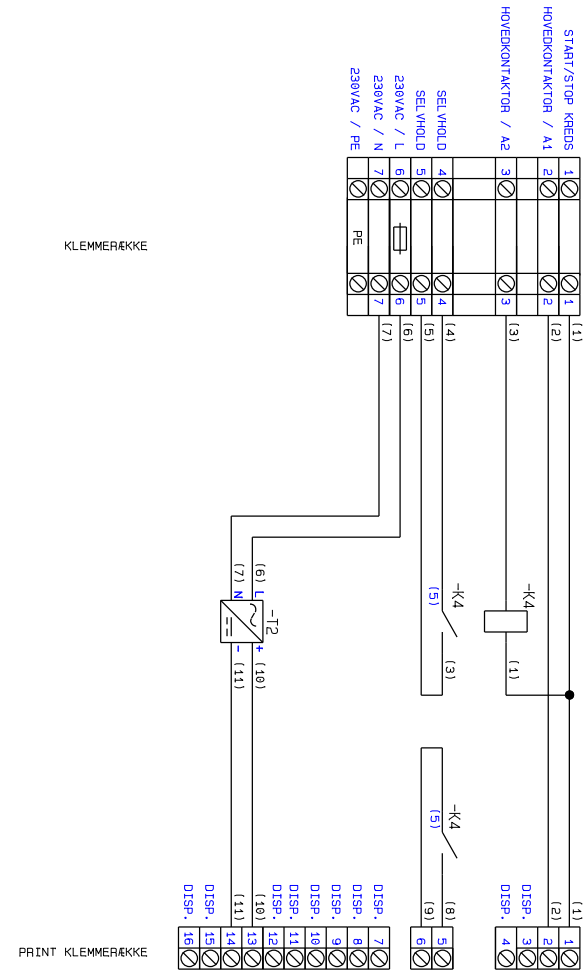 START/STOP KREDS
HOVEDKONTAKTOR / A1
HOVEDKONTAKTOR / A2
SELVHOLD
SELVHOLD
230VAC / L
230VAC / N
230VAC / PE
7 6 5 4 3 2 1
PE
KLEMMERÆKKE
7 6 5 4 3 2 1
(7) (6) (5) (4) (3) (2) (1)
(7) N (6) L
-T2
- +
(11) (10)
-K4
(5)
(3)
-K4
(1)
-K4
(5)
(11) (10) (9) (8) (2) (1)
DISP. DISP. DISP. DISP. DISP. DISP. DISP. DISP. DISP. DISP.
16 15 14 13 12 11 10 9 8 7 6 5 4 3 2 1
PRINT KLEMMERÆKKE